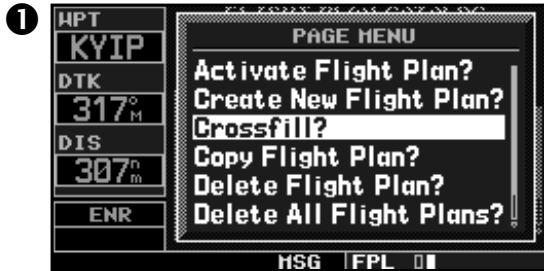 1
WPT
KYIP
DTK
317°M
DIS
307nm
ENR
PAGE MENU
Activate Flight Plan?
Create New Flight Plan?
Crossfill?
Copy Flight Plan?
Delete Flight Plan?
Delete All Flight Plans?
MSG FPL